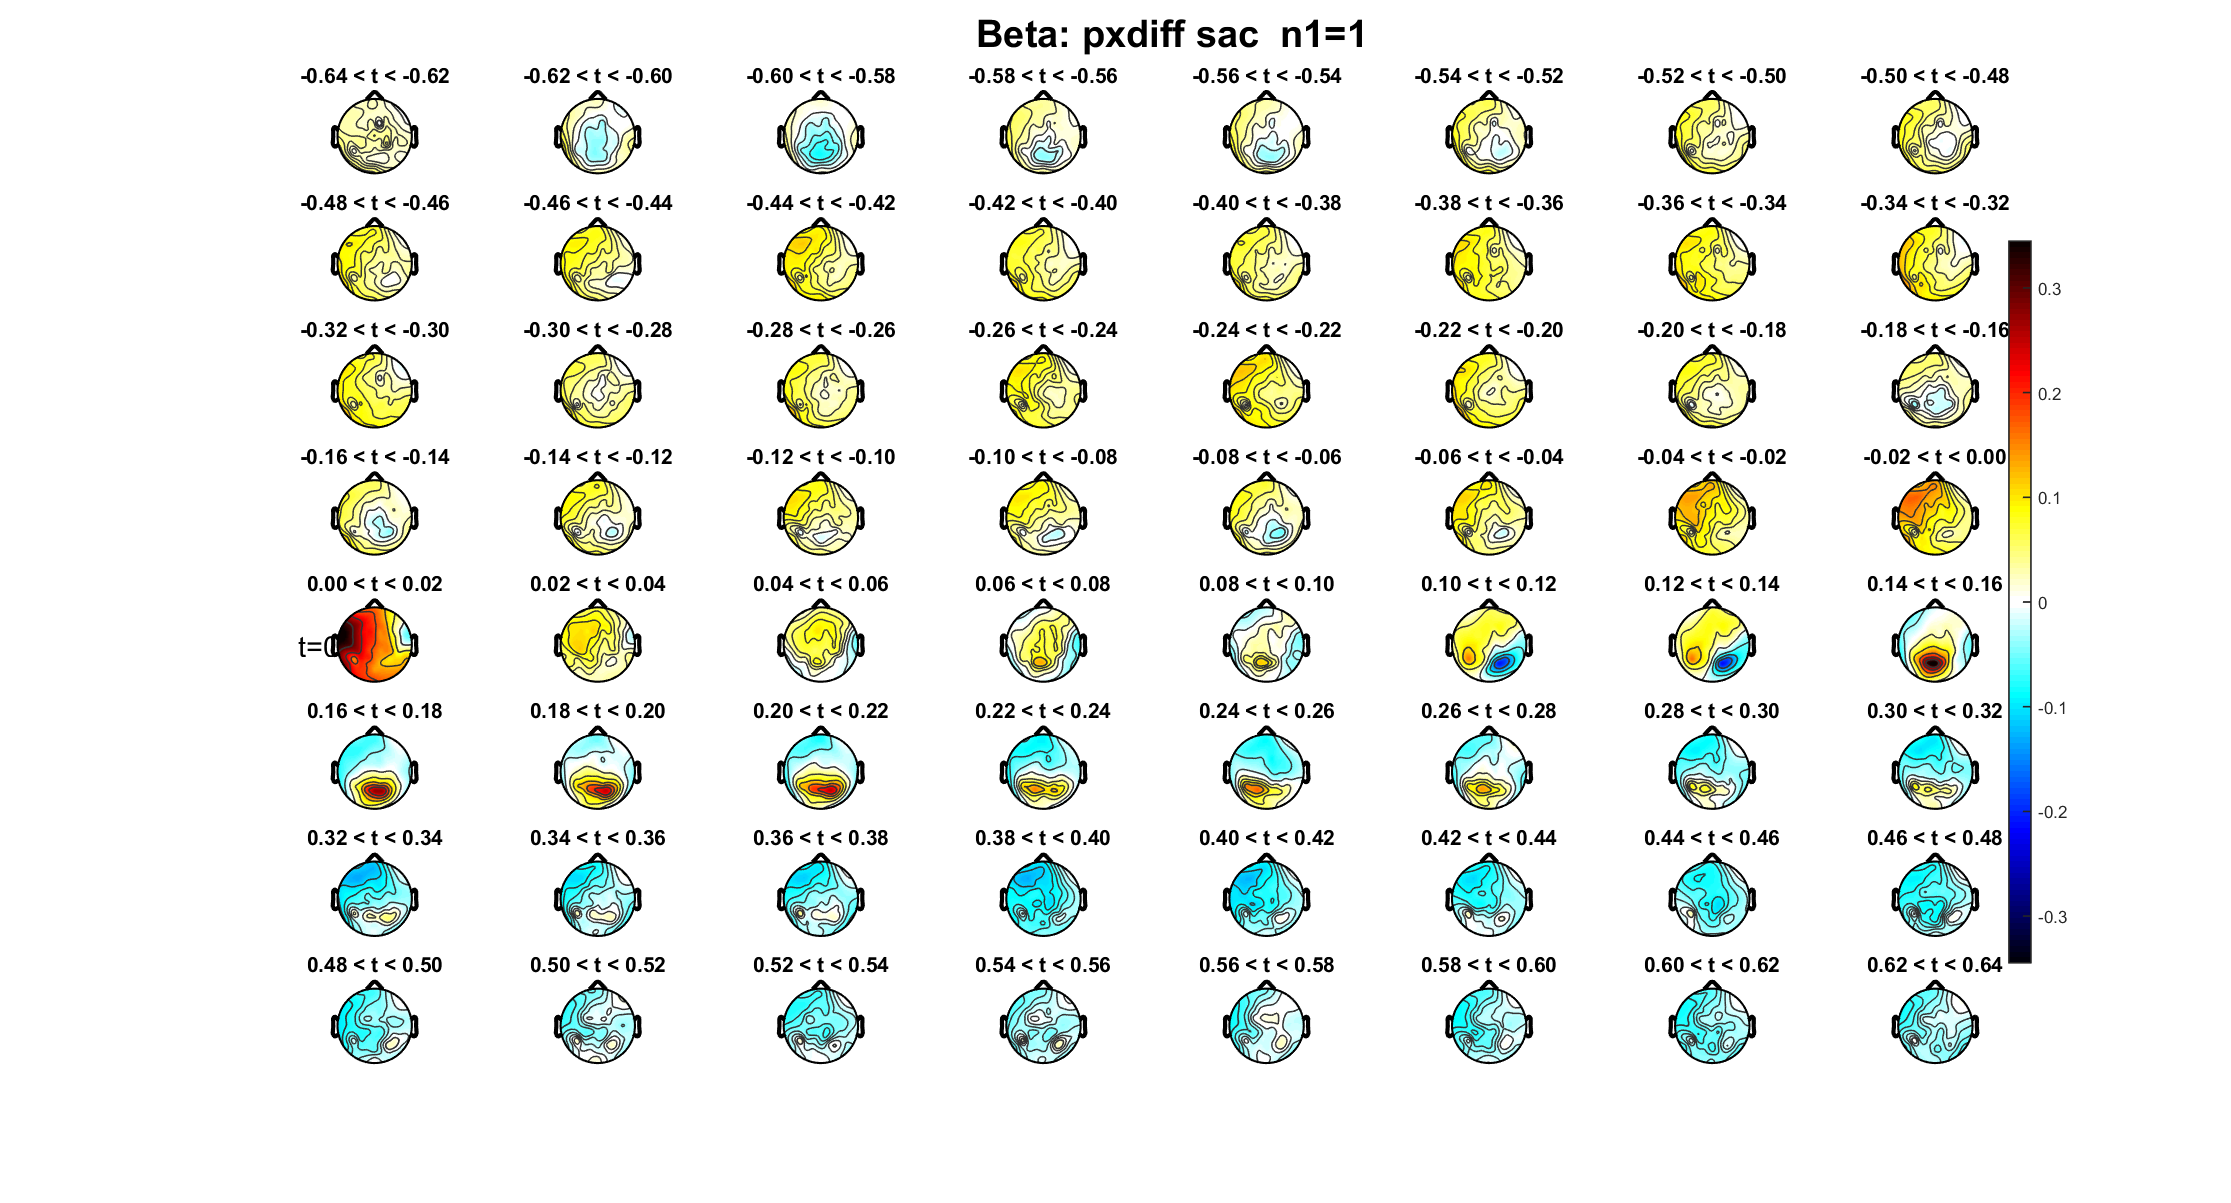 Beta: pxdiff sac  n1=1
-0.64 < t < -0.62
-0.62 < t < -0.60
-0.60 < t < -0.58
-0.58 < t < -0.56
-0.56 < t < -0.54
-0.54 < t < -0.52
-0.52 < t < -0.50
-0.50 < t < -0.48
-0.48 < t < -0.46
-0.46 < t < -0.44
-0.44 < t < -0.42
-0.42 < t < -0.40
-0.40 < t < -0.38
-0.38 < t < -0.36
-0.36 < t < -0.34
-0.34 < t < -0.32
-0.32 < t < -0.30
-0.30 < t < -0.28
-0.28 < t < -0.26
-0.26 < t < -0.24
-0.24 < t < -0.22
-0.22 < t < -0.20
-0.20 < t < -0.18
-0.18 < t < -0.16
-0.16 < t < -0.14
-0.14 < t < -0.12
-0.12 < t < -0.10
-0.10 < t < -0.08
-0.08 < t < -0.06
-0.06 < t < -0.04
-0.04 < t < -0.02
-0.02 < t < 0.00
0.00 < t < 0.02
0.02 < t < 0.04
0.04 < t < 0.06
0.06 < t < 0.08
0.08 < t < 0.10
0.10 < t < 0.12
0.12 < t < 0.14
0.14 < t < 0.16
t=0
0.16 < t < 0.18
0.18 < t < 0.20
0.20 < t < 0.22
0.22 < t < 0.24
0.24 < t < 0.26
0.26 < t < 0.28
0.28 < t < 0.30
0.30 < t < 0.32
0.32 < t < 0.34
0.34 < t < 0.36
0.36 < t < 0.38
0.38 < t < 0.40
0.40 < t < 0.42
0.42 < t < 0.44
0.44 < t < 0.46
0.46 < t < 0.48
0.48 < t < 0.50
0.50 < t < 0.52
0.52 < t < 0.54
0.54 < t < 0.56
0.56 < t < 0.58
0.58 < t < 0.60
0.60 < t < 0.62
0.62 < t < 0.64
0.3
0.2
0.1
0
-0.1
-0.2
-0.3